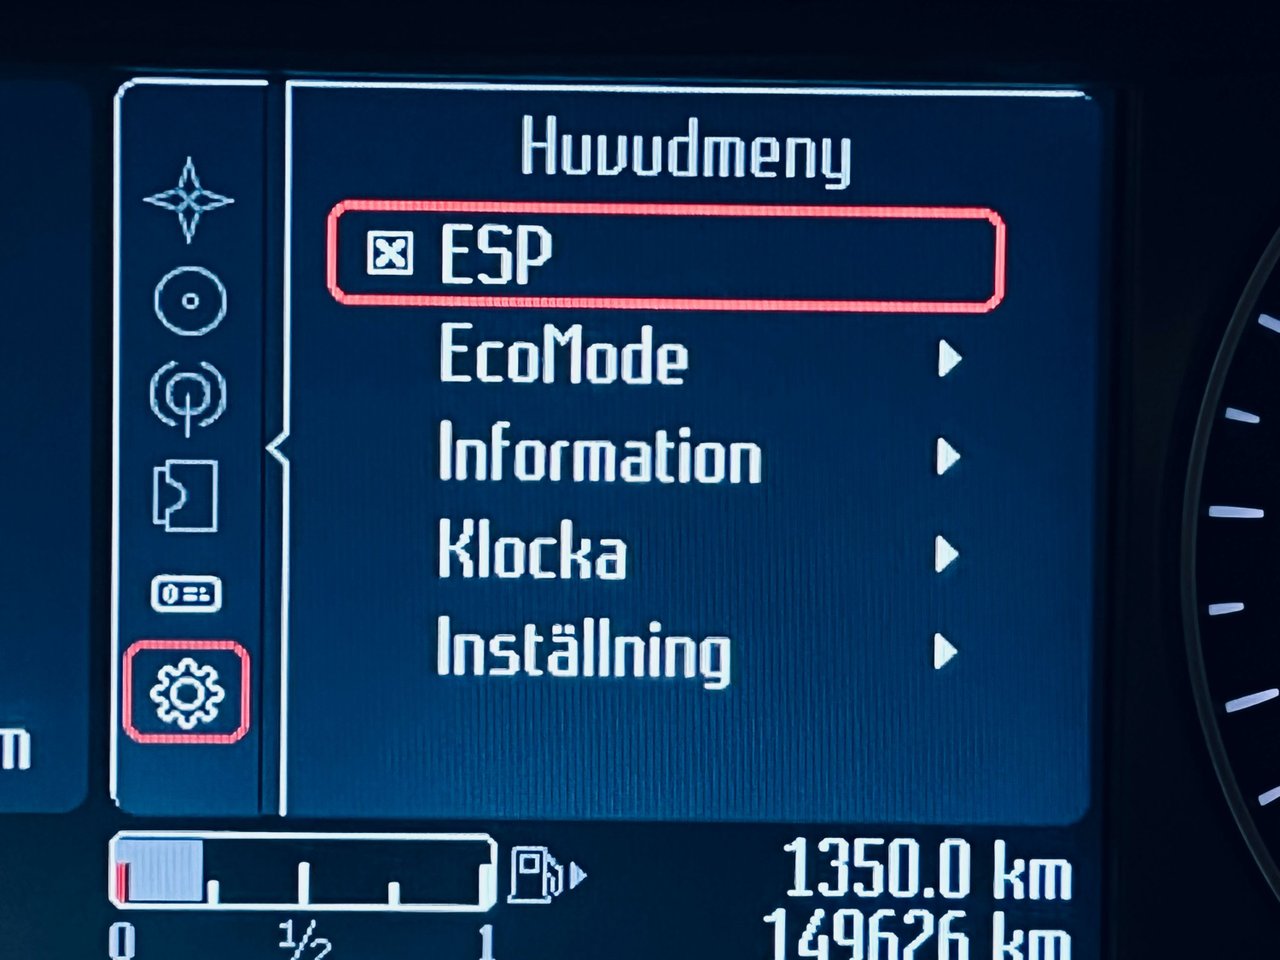 Huvudmeny
ESP
EcoMode
Information
Klocka
Inställning
m
0 1/2 1
1350.0 km
149626 km